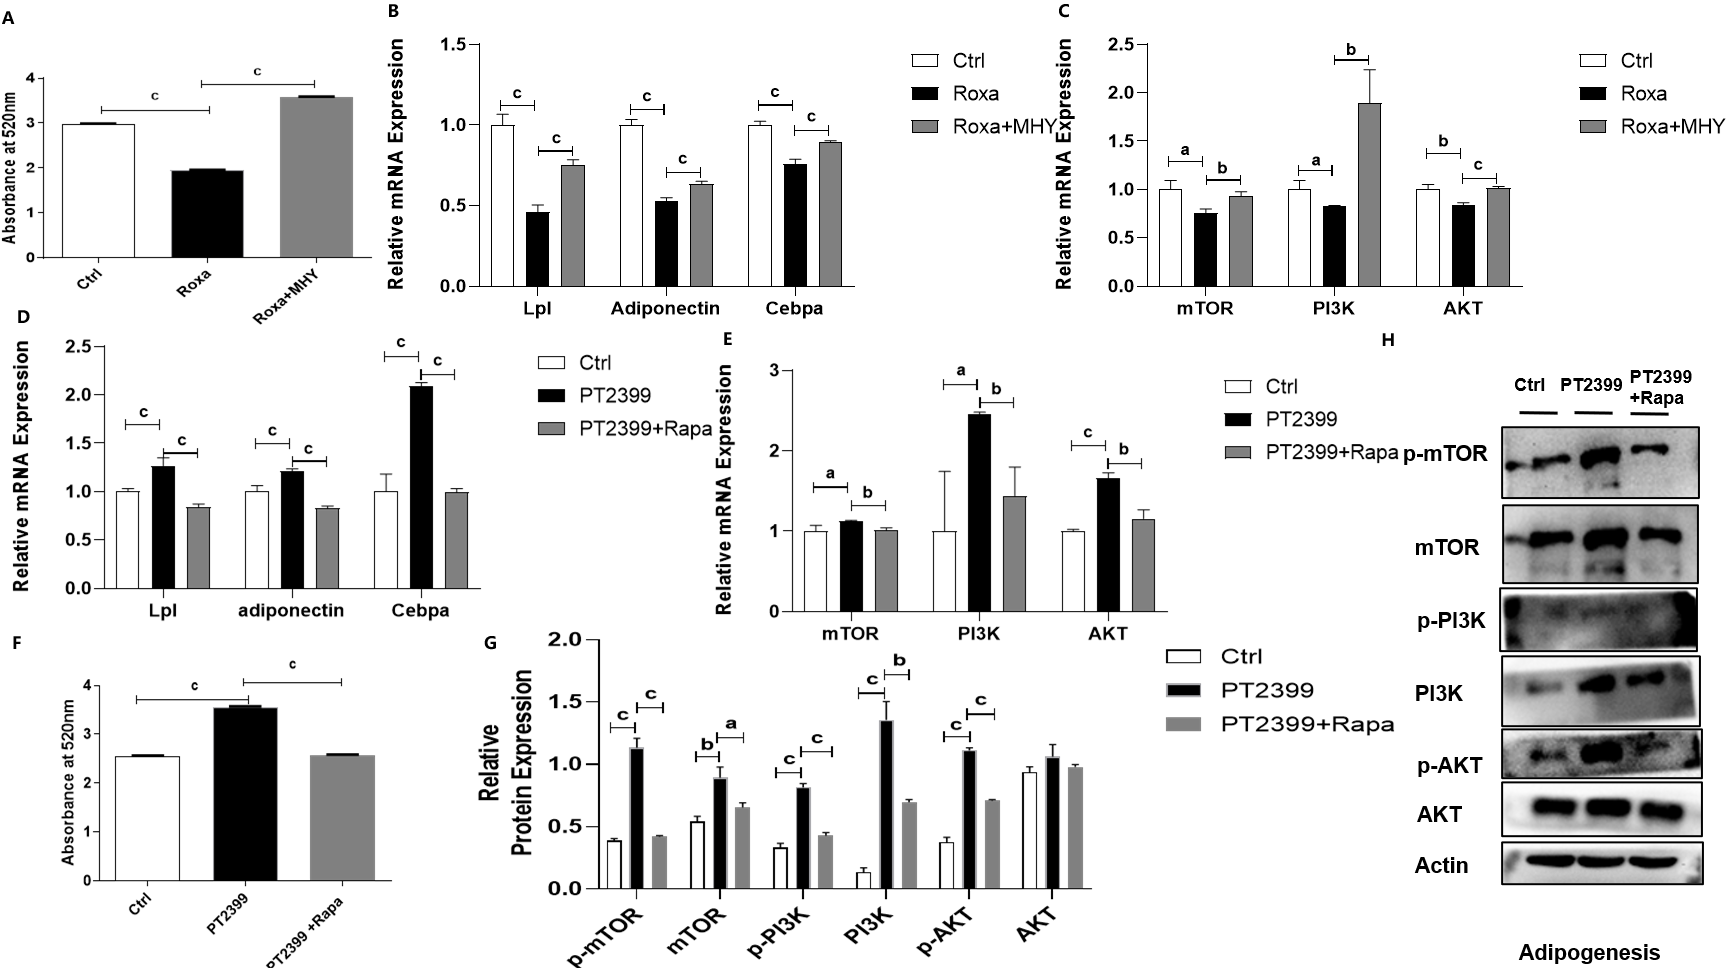 A
Absorbance at 520nm
4
3
2
1
0
c
c
Ctrl
Roxa
Roxa+MHY
B
Relative mRNA Expression
1.5
1.0
0.5
0.0
c
c
c
c
c
c
Lpl
Adiponectin
Cebpa
Ctrl
Roxa
Roxa+MHY
C
Relative mRNA Expression
2.5
2.0
1.5
1.0
0.5
0.0
a
b
a
b
b
c
mTOR
PI3K
AKT
Ctrl
Roxa
Roxa+MHY
D
Relative mRNA Expression
2.5
2.0
1.5
1.0
0.5
0.0
c
c
c
c
c
c
Lpl
adiponectin
Cebpa
Ctrl
PT2399
PT2399+Rapa
E
Relative mRNA Expression
3
2
1
0
a
b
a
b
c
b
mTOR
PI3K
AKT
Ctrl
PT2399
PT2399+Rapa
F
Absorbance at 520nm
4
3
2
1
0
c
c
Ctrl
PT2399
PT2399 +Rapa
G
Relative
Protein Expression
2.0
1.5
1.0
0.5
0.0
c
c
b
a
c
c
c
b
c
c
p-mTOR
mTOR
p-PI3K
PI3K
p-AKT
AKT
Ctrl
PT2399
PT2399+Rapa
H
Ctrl
PT2399
PT2399
+Rapa
p-mTOR
mTOR
p-PI3K
PI3K
p-AKT
AKT
Actin
Adipogenesis